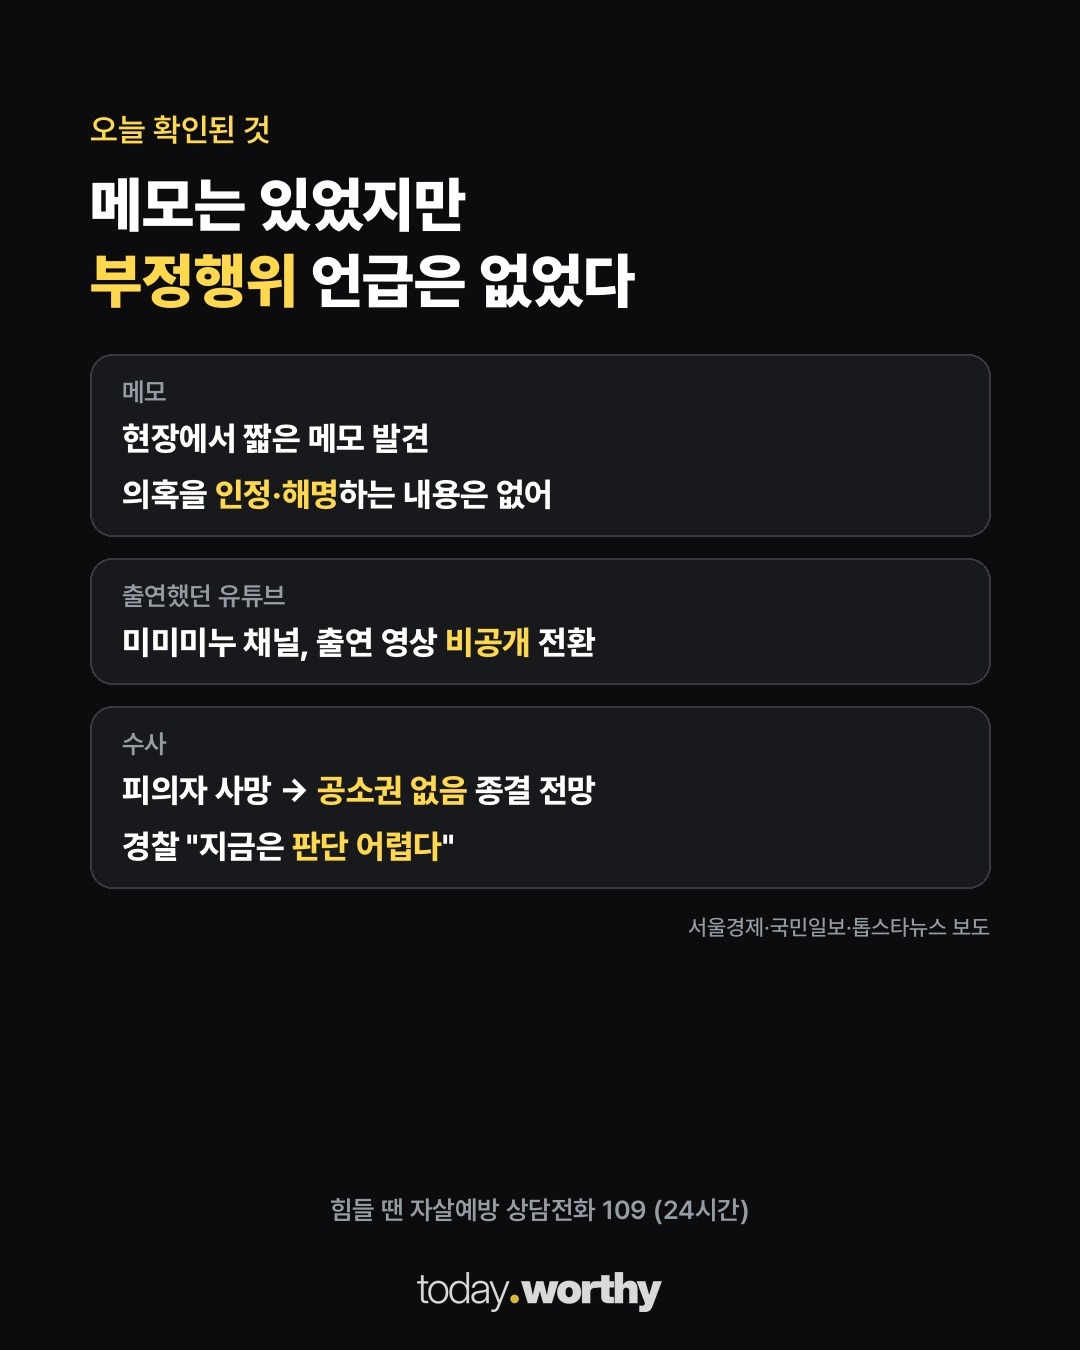 오늘 확인된 것
메모는 있었지만
부정행위 언급은 없었다
메모
현장에서 짧은 메모 발견
의혹을 인정·해명하는 내용은 없어
출연했던 유튜브
미미미누 채널, 출연 영상 비공개 전환
수사
피의자 사망 → 공소권 없음 종결 전망
경찰 "지금은 판단 어렵다"
서울경제·국민일보·톱스타뉴스 보도
힘들 땐 자살예방 상담전화 109 (24시간)
today.worthy